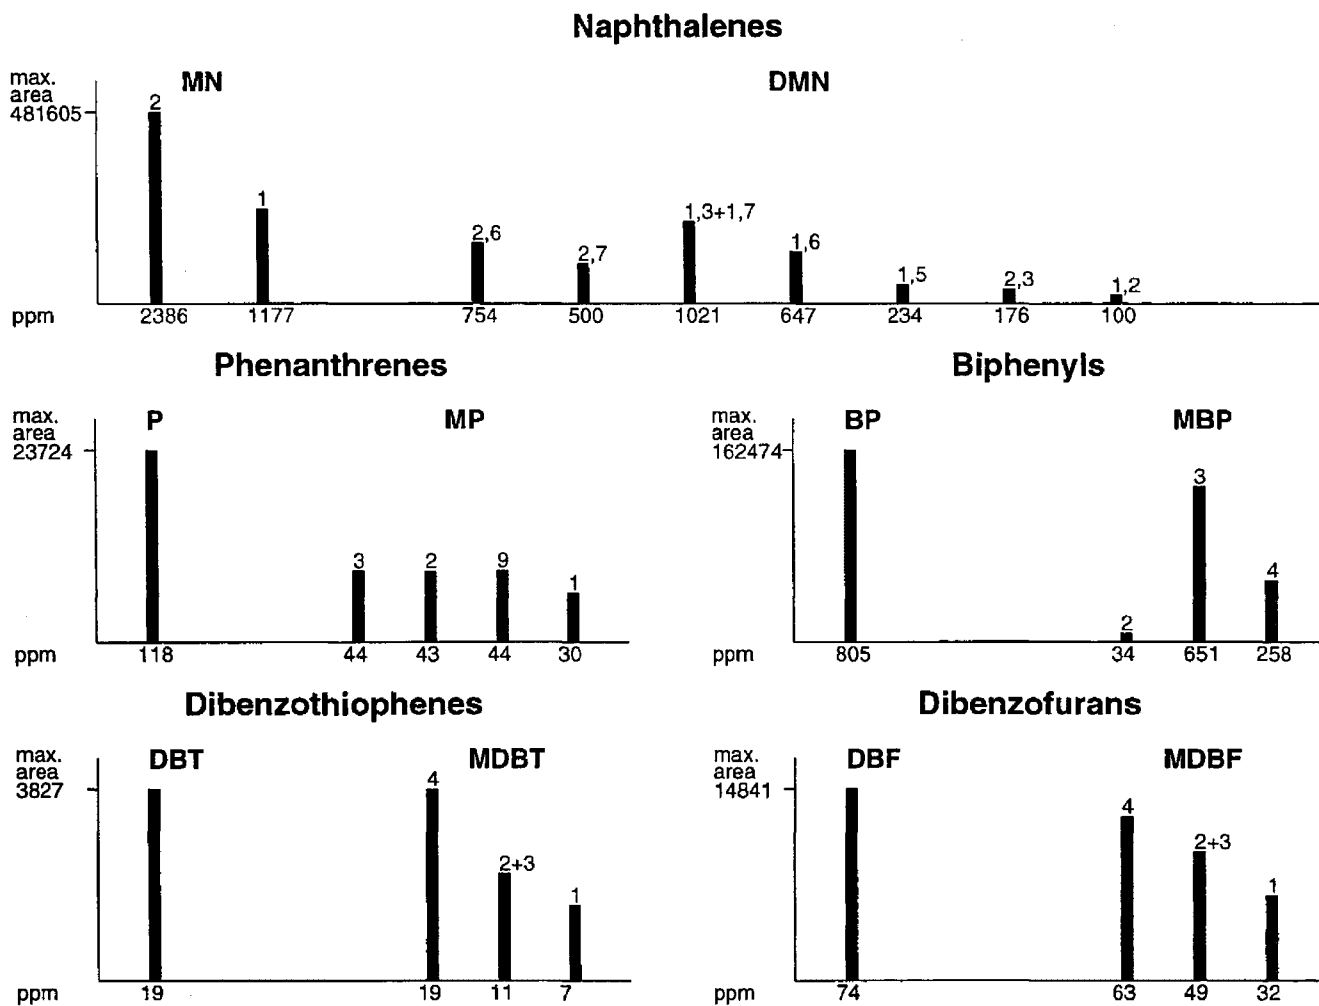 Naphthalenes
max.
area
481605
MN
DMN
2
1
2,6
2,7
1,3+1,7
1,6
1,5
2,3
1,2
ppm 2386 1177 754 500 1021 647 234 176 100
Phenanthrenes
max.
area
23724
P
MP
3
2
9
1
ppm 118 44 43 44 30
Biphenyls
max.
area
162474
BP
MBP
2
3
4
ppm 805 34 651 258
Dibenzothiophenes
max.
area
3827
DBT
MDBT
4
2+3
1
ppm 19 19 11 7
Dibenzofurans
max.
area
14841
DBF
MDBF
4
2+3
1
ppm 74 63 49 32